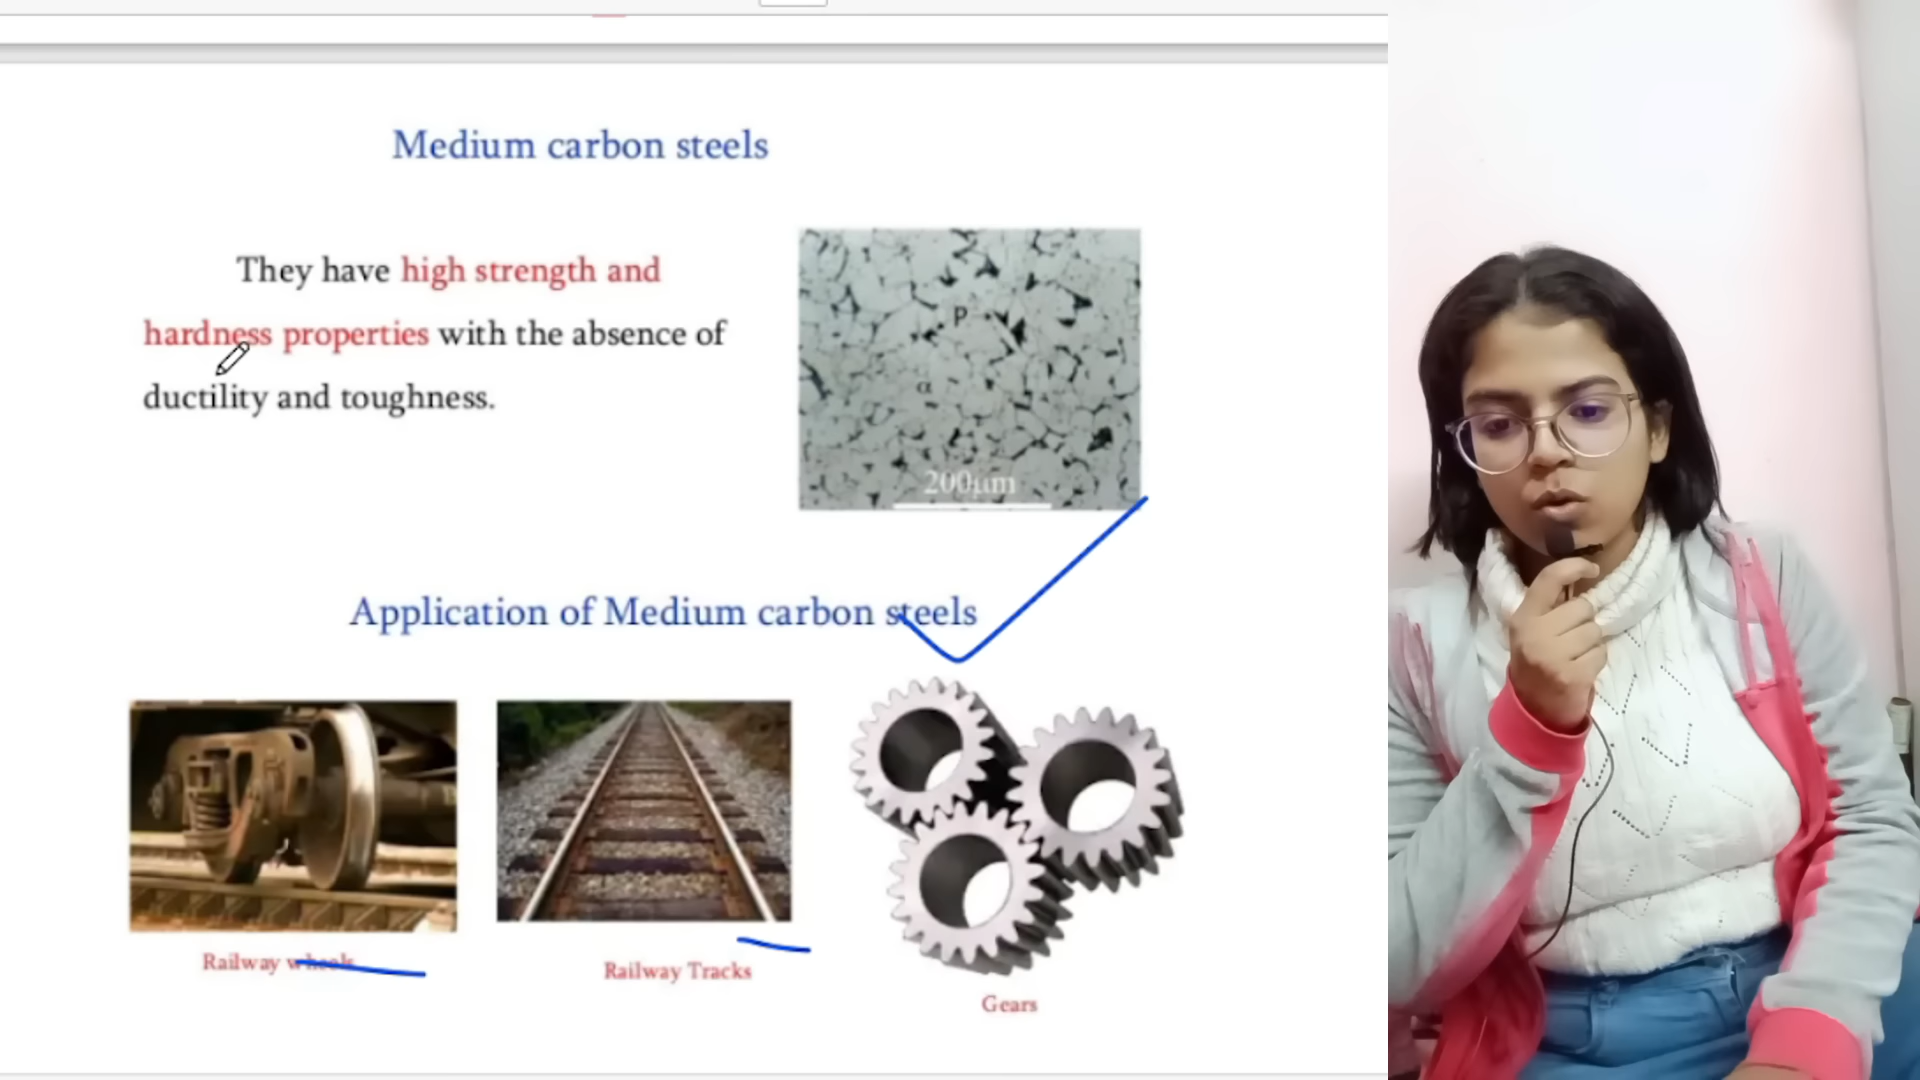 Medium carbon steels
They have high strength and
hardness properties with the absence of
ductility and toughness.
P
α
200μm
Application of Medium carbon steels
Railway wheels
Railway Tracks
Gears